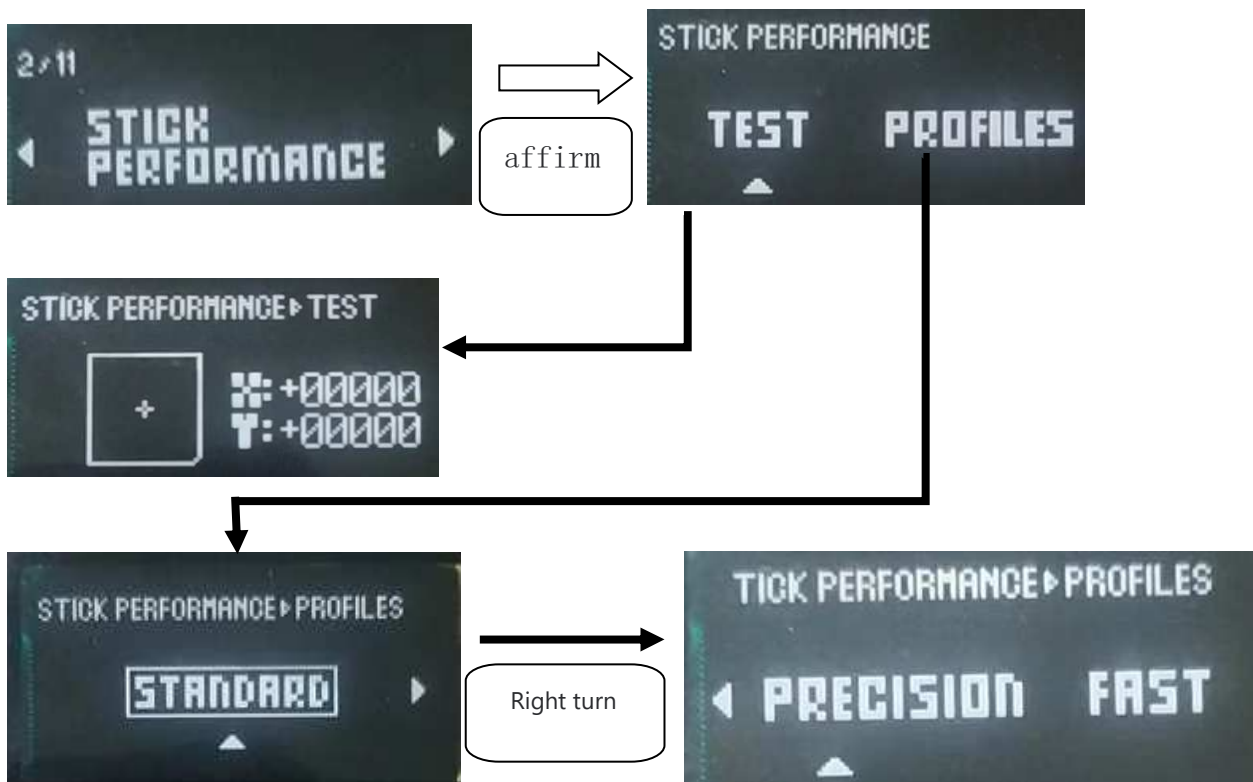 2/11
STICK
PERFORMANCE
affirm
STICK PERFORMANCE
TEST PROFILES
STICK PERFORMANCE▸TEST
X:+00000
Y:+00000
STICK PERFORMANCE▸PROFILES
STANDARD
Right turn
TICK PERFORMANCE▸PROFILES
PRECISION FAST